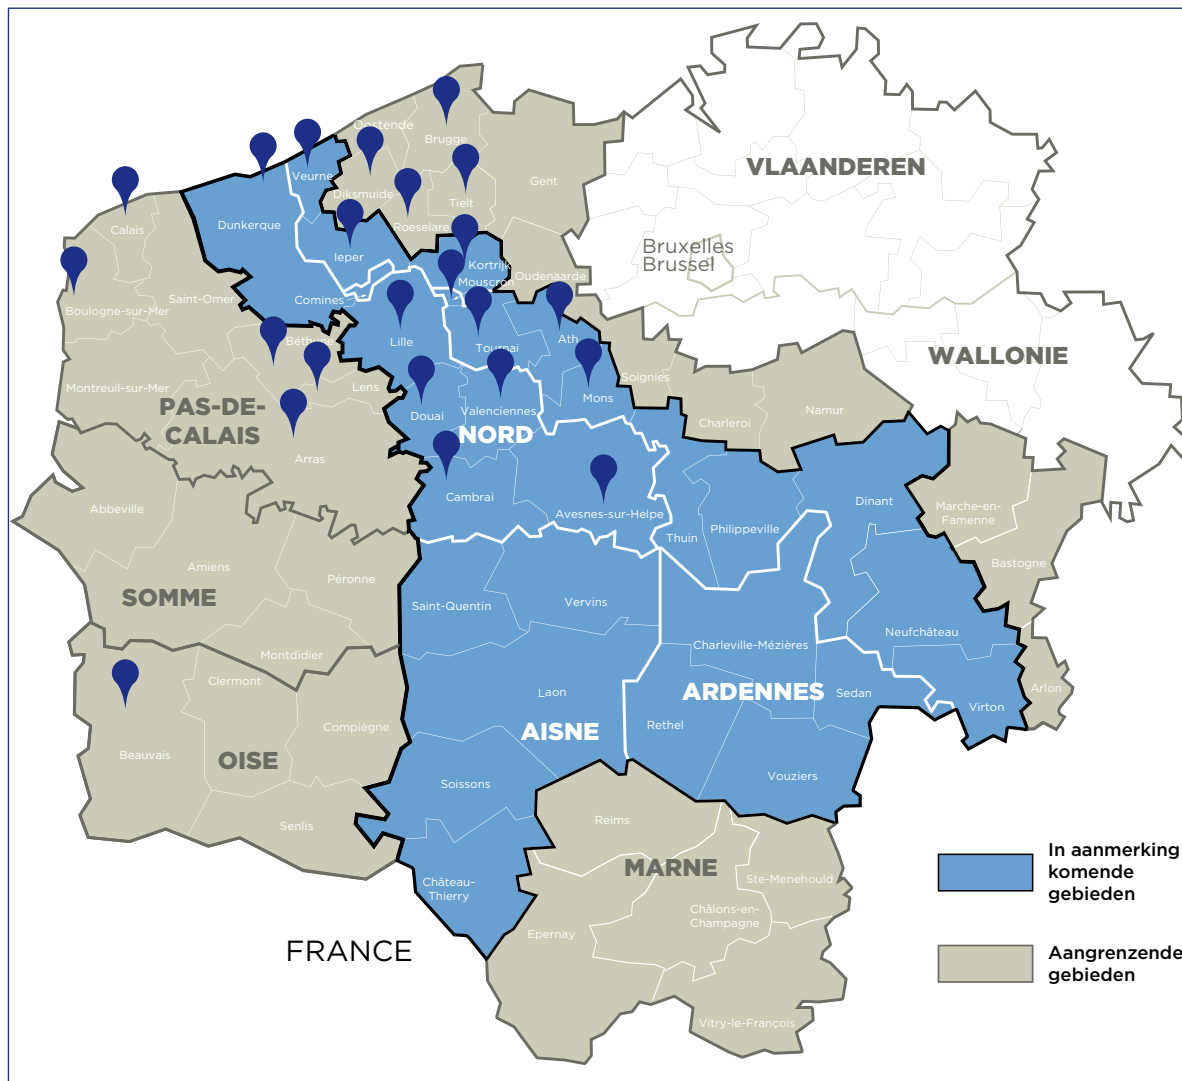 Oostende
Brugge
VLAANDEREN
Veurne
Gent
Diksmuide
Tielt
Calais
Dunkerque
Roeselare
Bruxelles
Brussel
Ieper
Kortrijk
Mouscron
Oudenaarde
Saint-Omer
Comines
Boulogne-sur-Mer
Béthune
Lille
Tournai
Ath
WALLONIE
Soignies
Montreuil-sur-Mer
Lens
PAS-DE-
CALAIS
Douai
Valenciennes
Mons
Namur
Charleroi
NORD
Arras
Cambrai
Avesnes-sur-Helpe
Dinant
Abbeville
Thuin
Philippeville
Marche-en-
Famenne
Amiens
Péronne
Bastogne
SOMME
Saint-Quentin
Vervins
Neufchâteau
Montdidier
Charleville-Mézières
Clermont
Laon
ARDENNES
Sedan
Arlon
Virton
Compiègne
Rethel
AISNE
Beauvais
OISE
Soissons
Vouziers
Senlis
Reims
MARNE
Château-
Thierry
Ste-Menehould
Châlons-en-
Champagne
Epernay
FRANCE
Vitry-le-François
In aanmerking
komende
gebieden
Aangrenzende
gebieden